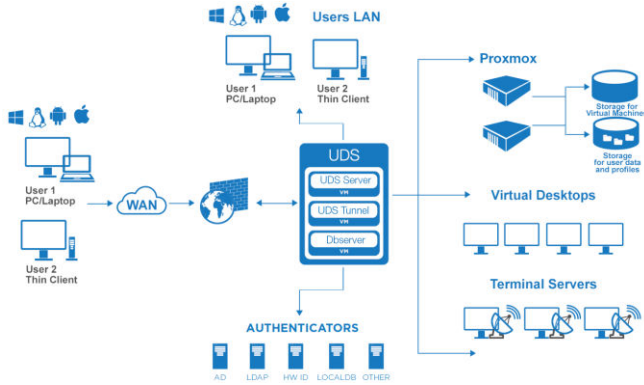 Users LAN
User 1
PC/Laptop
User 2
Thin Client
User 1
PC/Laptop
User 2
Thin Client
WAN
UDS
UDS Server
VM
UDS Tunnel
VM
Dbserver
VM
AUTHENTICATORS
AD
LDAP
HW ID
LOCALDB
OTHER
Proxmox
Storage for
Virtual Machine
Storage
for user data
and profiles
Virtual Desktops
Terminal Servers